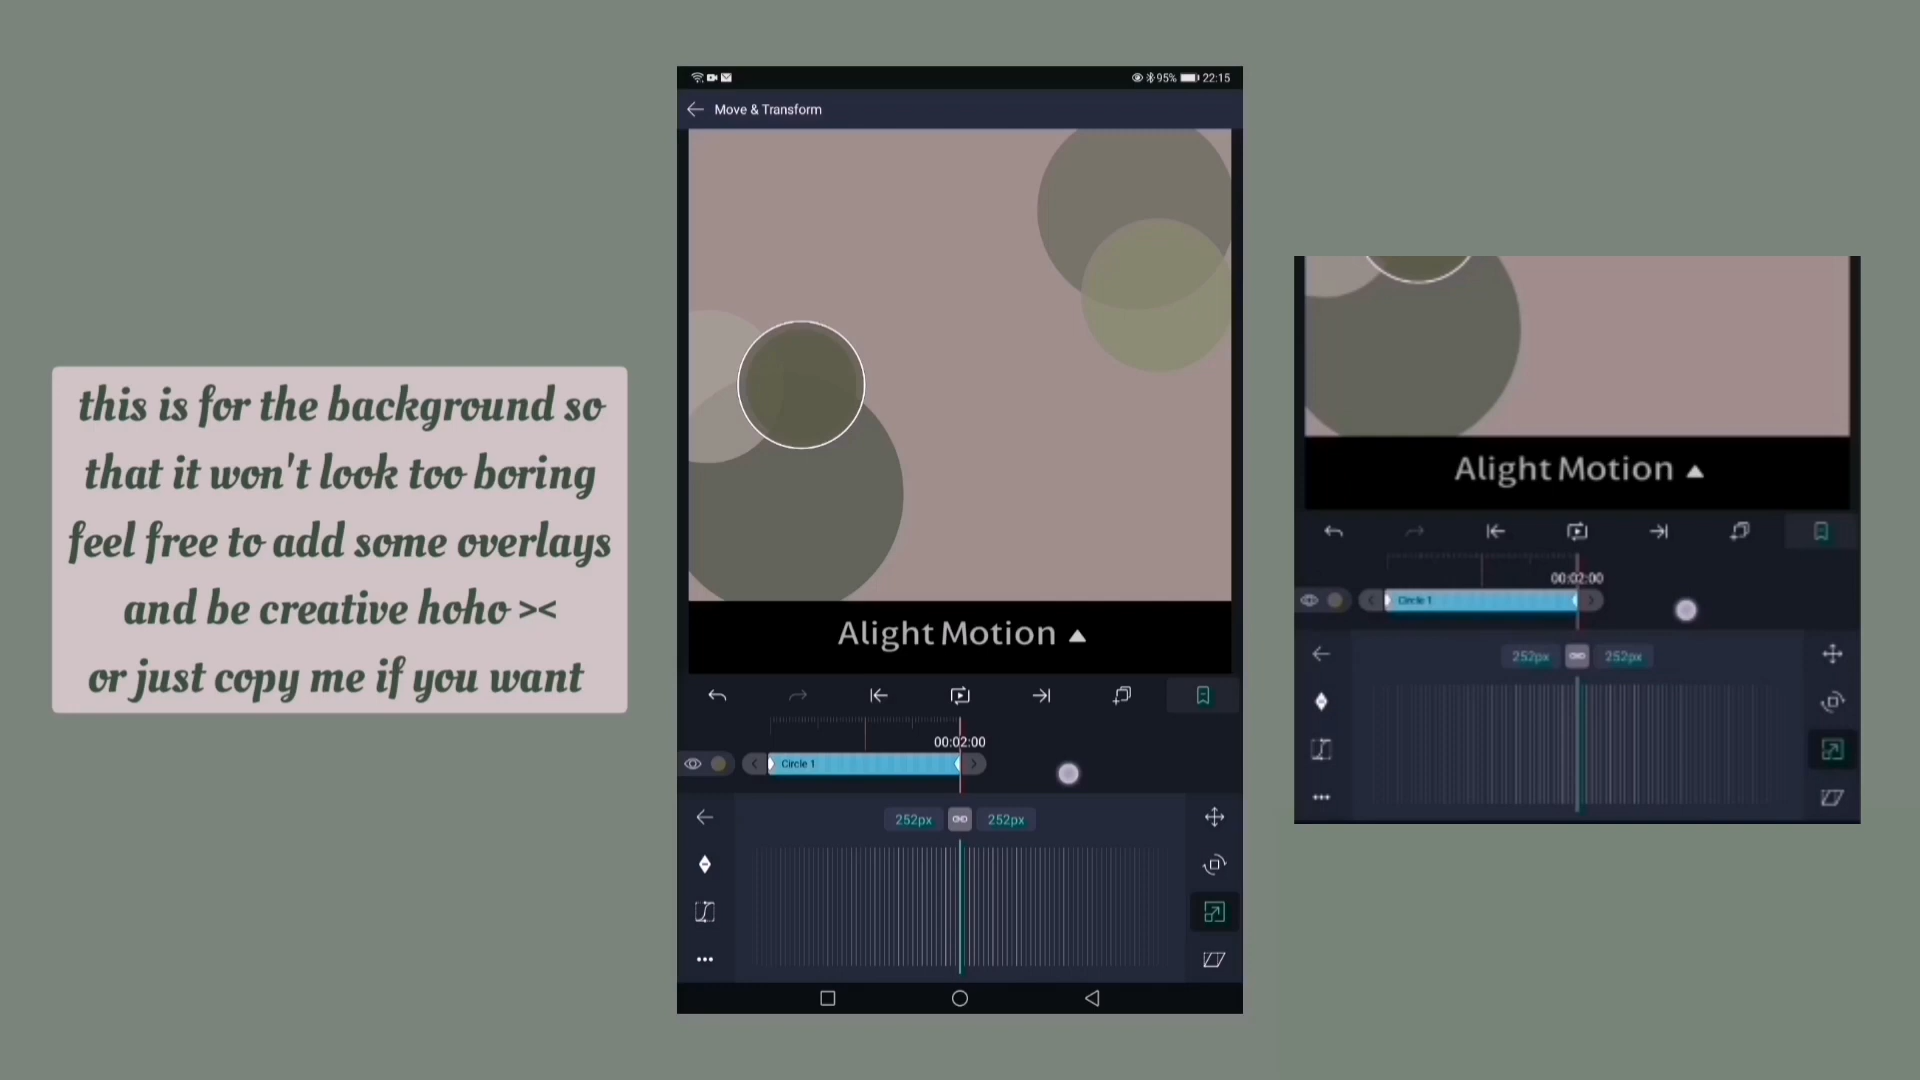 this is for the background so
that it won't look too boring
feel free to add some overlays
and be creative hoho ><
or just copy me if you want
95% 22:15
Move & Transform
Alight Motion
00:02:00
Circle 1
252px 252px
Alight Motion
00:02:00
Circle 1
252px 252px